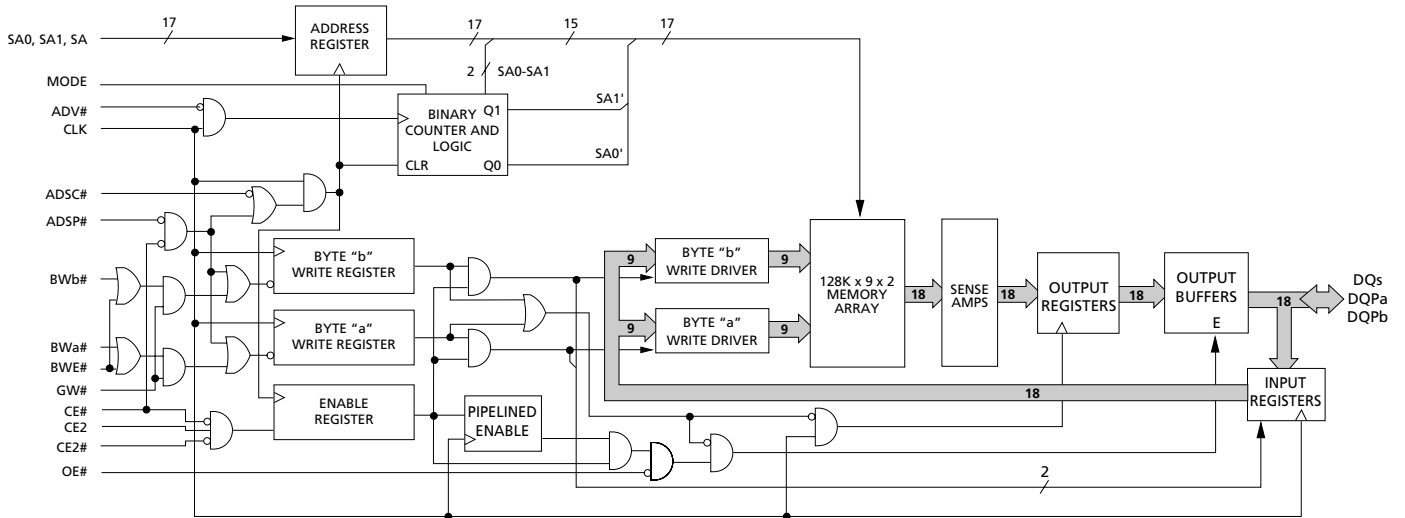 SA0, SA1, SA
17
ADDRESS
REGISTER
17
15
17
2
SA0-SA1
MODE
ADV#
CLK
BINARY
COUNTER AND
LOGIC
Q1
CLR
Q0
SA1'
SA0'
ADSC#
ADSP#
BYTE "b"
WRITE REGISTER
BWb#
BYTE "a"
WRITE REGISTER
BWa#
BWE#
GW#
CE#
CE2
CE2#
OE#
ENABLE
REGISTER
PIPELINED
ENABLE
9
BYTE "b"
WRITE DRIVER
9
9
BYTE "a"
WRITE DRIVER
9
128K x 9 x 2
MEMORY
ARRAY
18
SENSE
AMPS
18
OUTPUT
REGISTERS
18
OUTPUT
BUFFERS
E
18
DQs
DQPa
DQPb
18
INPUT
REGISTERS
2